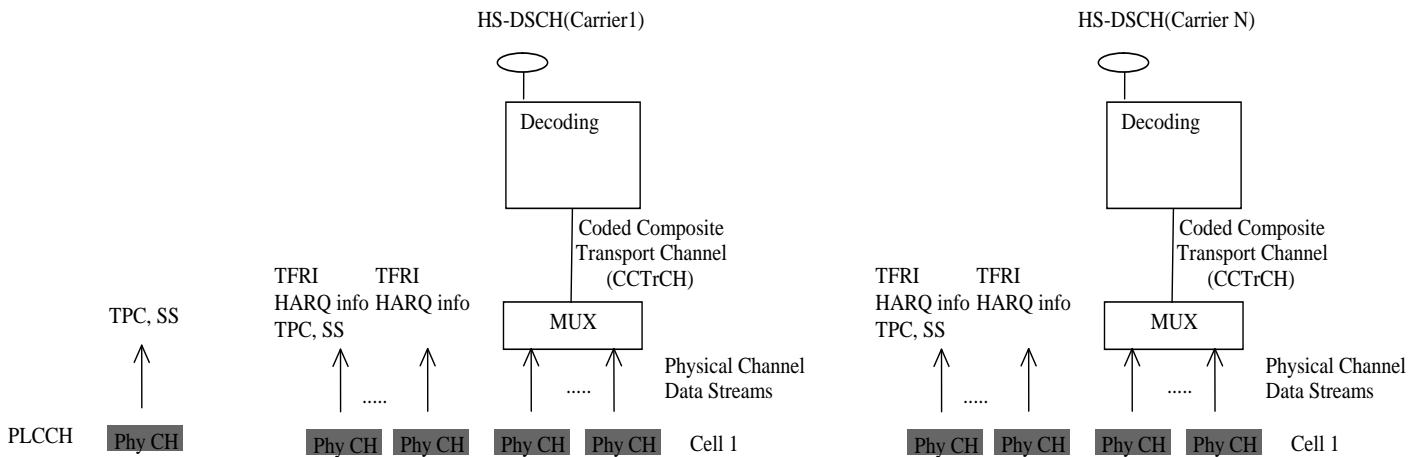 HS-DSCH(Carrier1)
HS-DSCH(Carrier N)
Decoding
Decoding
Coded Composite
Transport Channel
(CCTrCH)
Coded Composite
Transport Channel
(CCTrCH)
TPC, SS
TFRI
HARQ info
TPC, SS
TFRI
HARQ info
MUX
TFRI
HARQ info
TPC, SS
TFRI
HARQ info
MUX
Physical Channel
Data Streams
Physical Channel
Data Streams
.....
.....
.....
.....
PLCCH
Phy CH
Phy CH
Phy CH
Phy CH
Phy CH
Cell 1
Phy CH
Phy CH
Phy CH
Phy CH
Cell 1